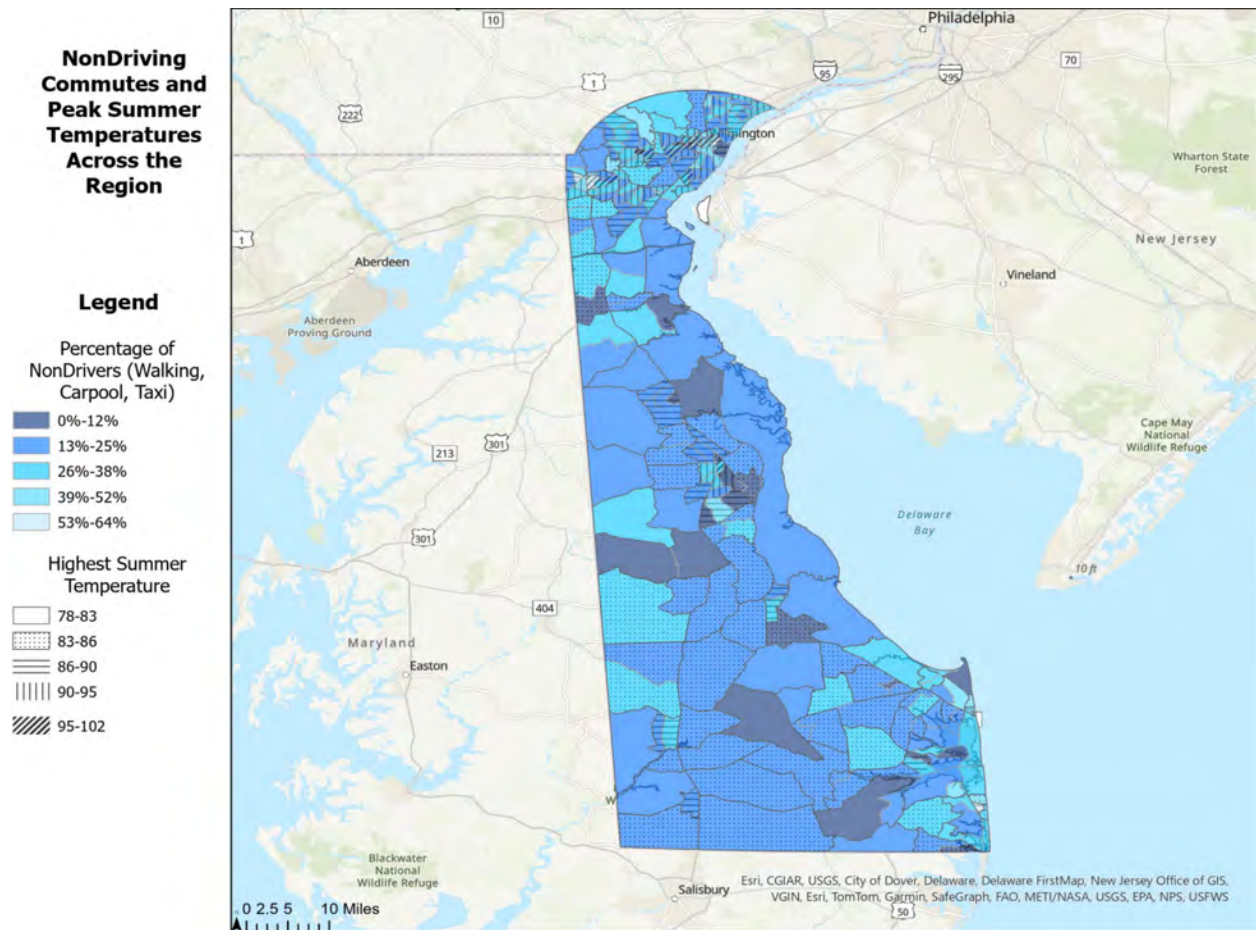 NonDriving
Commutes and
Peak Summer
Temperatures
Across the
Region
Legend
Percentage of
NonDrivers (Walking,
Carpool, Taxi)
0%-12%
13%-25%
26%-38%
39%-52%
53%-64%
Highest Summer
Temperature
78-83
83-86
86-90
90-95
95-102
Philadelphia
10
95
295
70
1
222
Wharton State
Forest
New Jersey
1
Aberdeen
Vineland
Aberdeen
Proving Ground
Cape May
National
Wildlife Refuge
301
213
Delaware
Bay
301
10 ft
404
Maryland
Easton
Blackwater
National
Wildlife Refuge
Salisbury
50
Esri, CGIAR, USGS, City of Dover, Delaware, Delaware FirstMap, New Jersey Office of GIS,
VGIN, Esri, TomTom, Garmin, SafeGraph, FAO, METI/NASA, USGS, EPA, NPS, USFWS
0 2.5 5 10 Miles